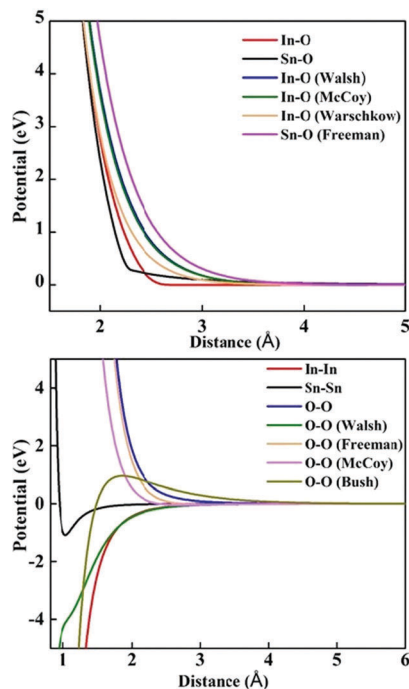 5
4
3
2
1
0
Potential (eV)
In-O
Sn-O
In-O (Walsh)
In-O (McCoy)
In-O (Warschkow)
Sn-O (Freeman)
2 3 4 5
Distance (Å)
4
2
0
-2
-4
Potential (eV)
In-In
Sn-Sn
O-O
O-O (Walsh)
O-O (Freeman)
O-O (McCoy)
O-O (Bush)
1 2 3 4 5 6
Distance (Å)